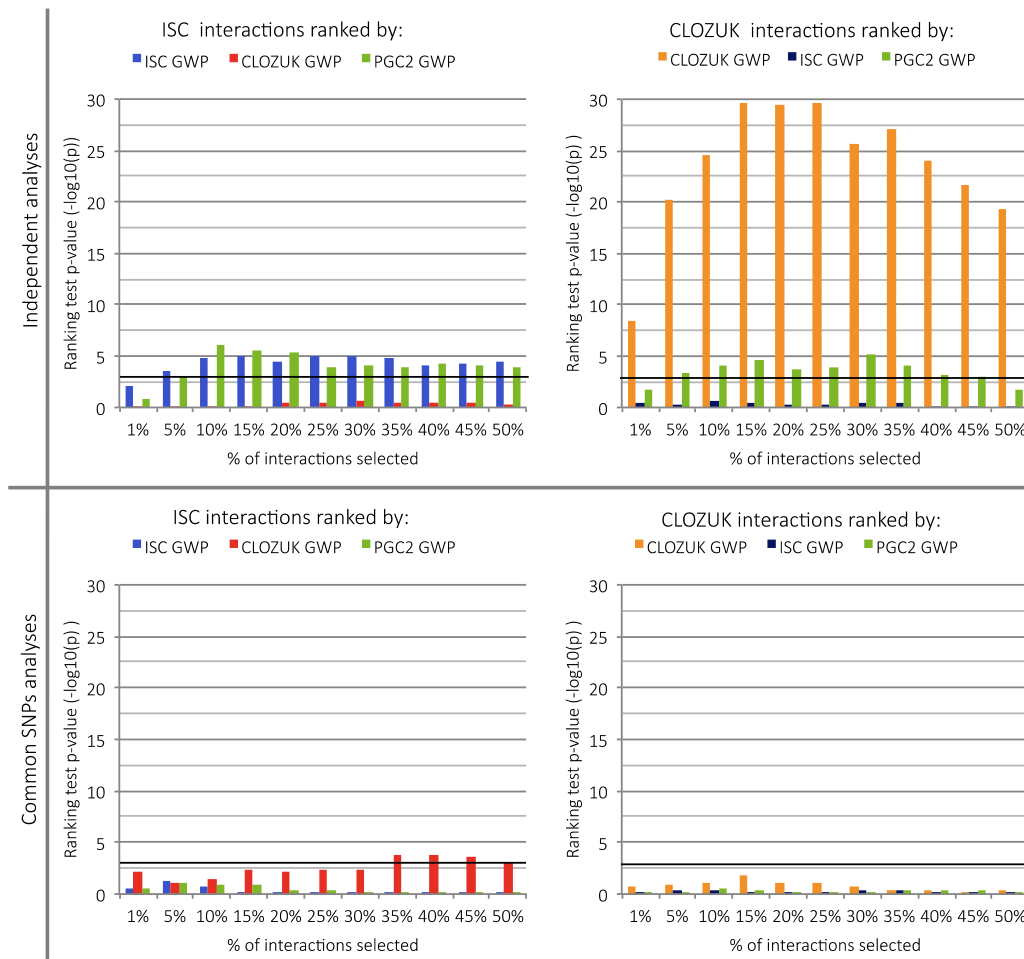 Independent analyses
ISC interactions ranked by:
ISC GWP CLOZUK GWP PGC2 GWP
Ranking test p-value (-log10(p))
30
25
20
15
10
5
0
1% 5% 10% 15% 20% 25% 30% 35% 40% 45% 50%
% of interactions selected
CLOZUK interactions ranked by:
CLOZUK GWP ISC GWP PGC2 GWP
Ranking test p-value (-log10(p) )
30
25
20
15
10
5
0
1% 5% 10% 15% 20% 25% 30% 35% 40% 45% 50%
% of interactions selected
Common SNPs analyses
ISC interactions ranked by:
ISC GWP CLOZUK GWP PGC2 GWP
Ranking test p-value (-log10(p) )
30
25
20
15
10
5
0
1% 5% 10% 15% 20% 25% 30% 35% 40% 45% 50%
% of interactions selected
CLOZUK interactions ranked by:
CLOZUK GWP ISC GWP PGC2 GWP
Ranking test p-value (-log10(p) )
30
25
20
15
10
5
0
1% 5% 10% 15% 20% 25% 30% 35% 40% 45% 50%
% of interactions selected